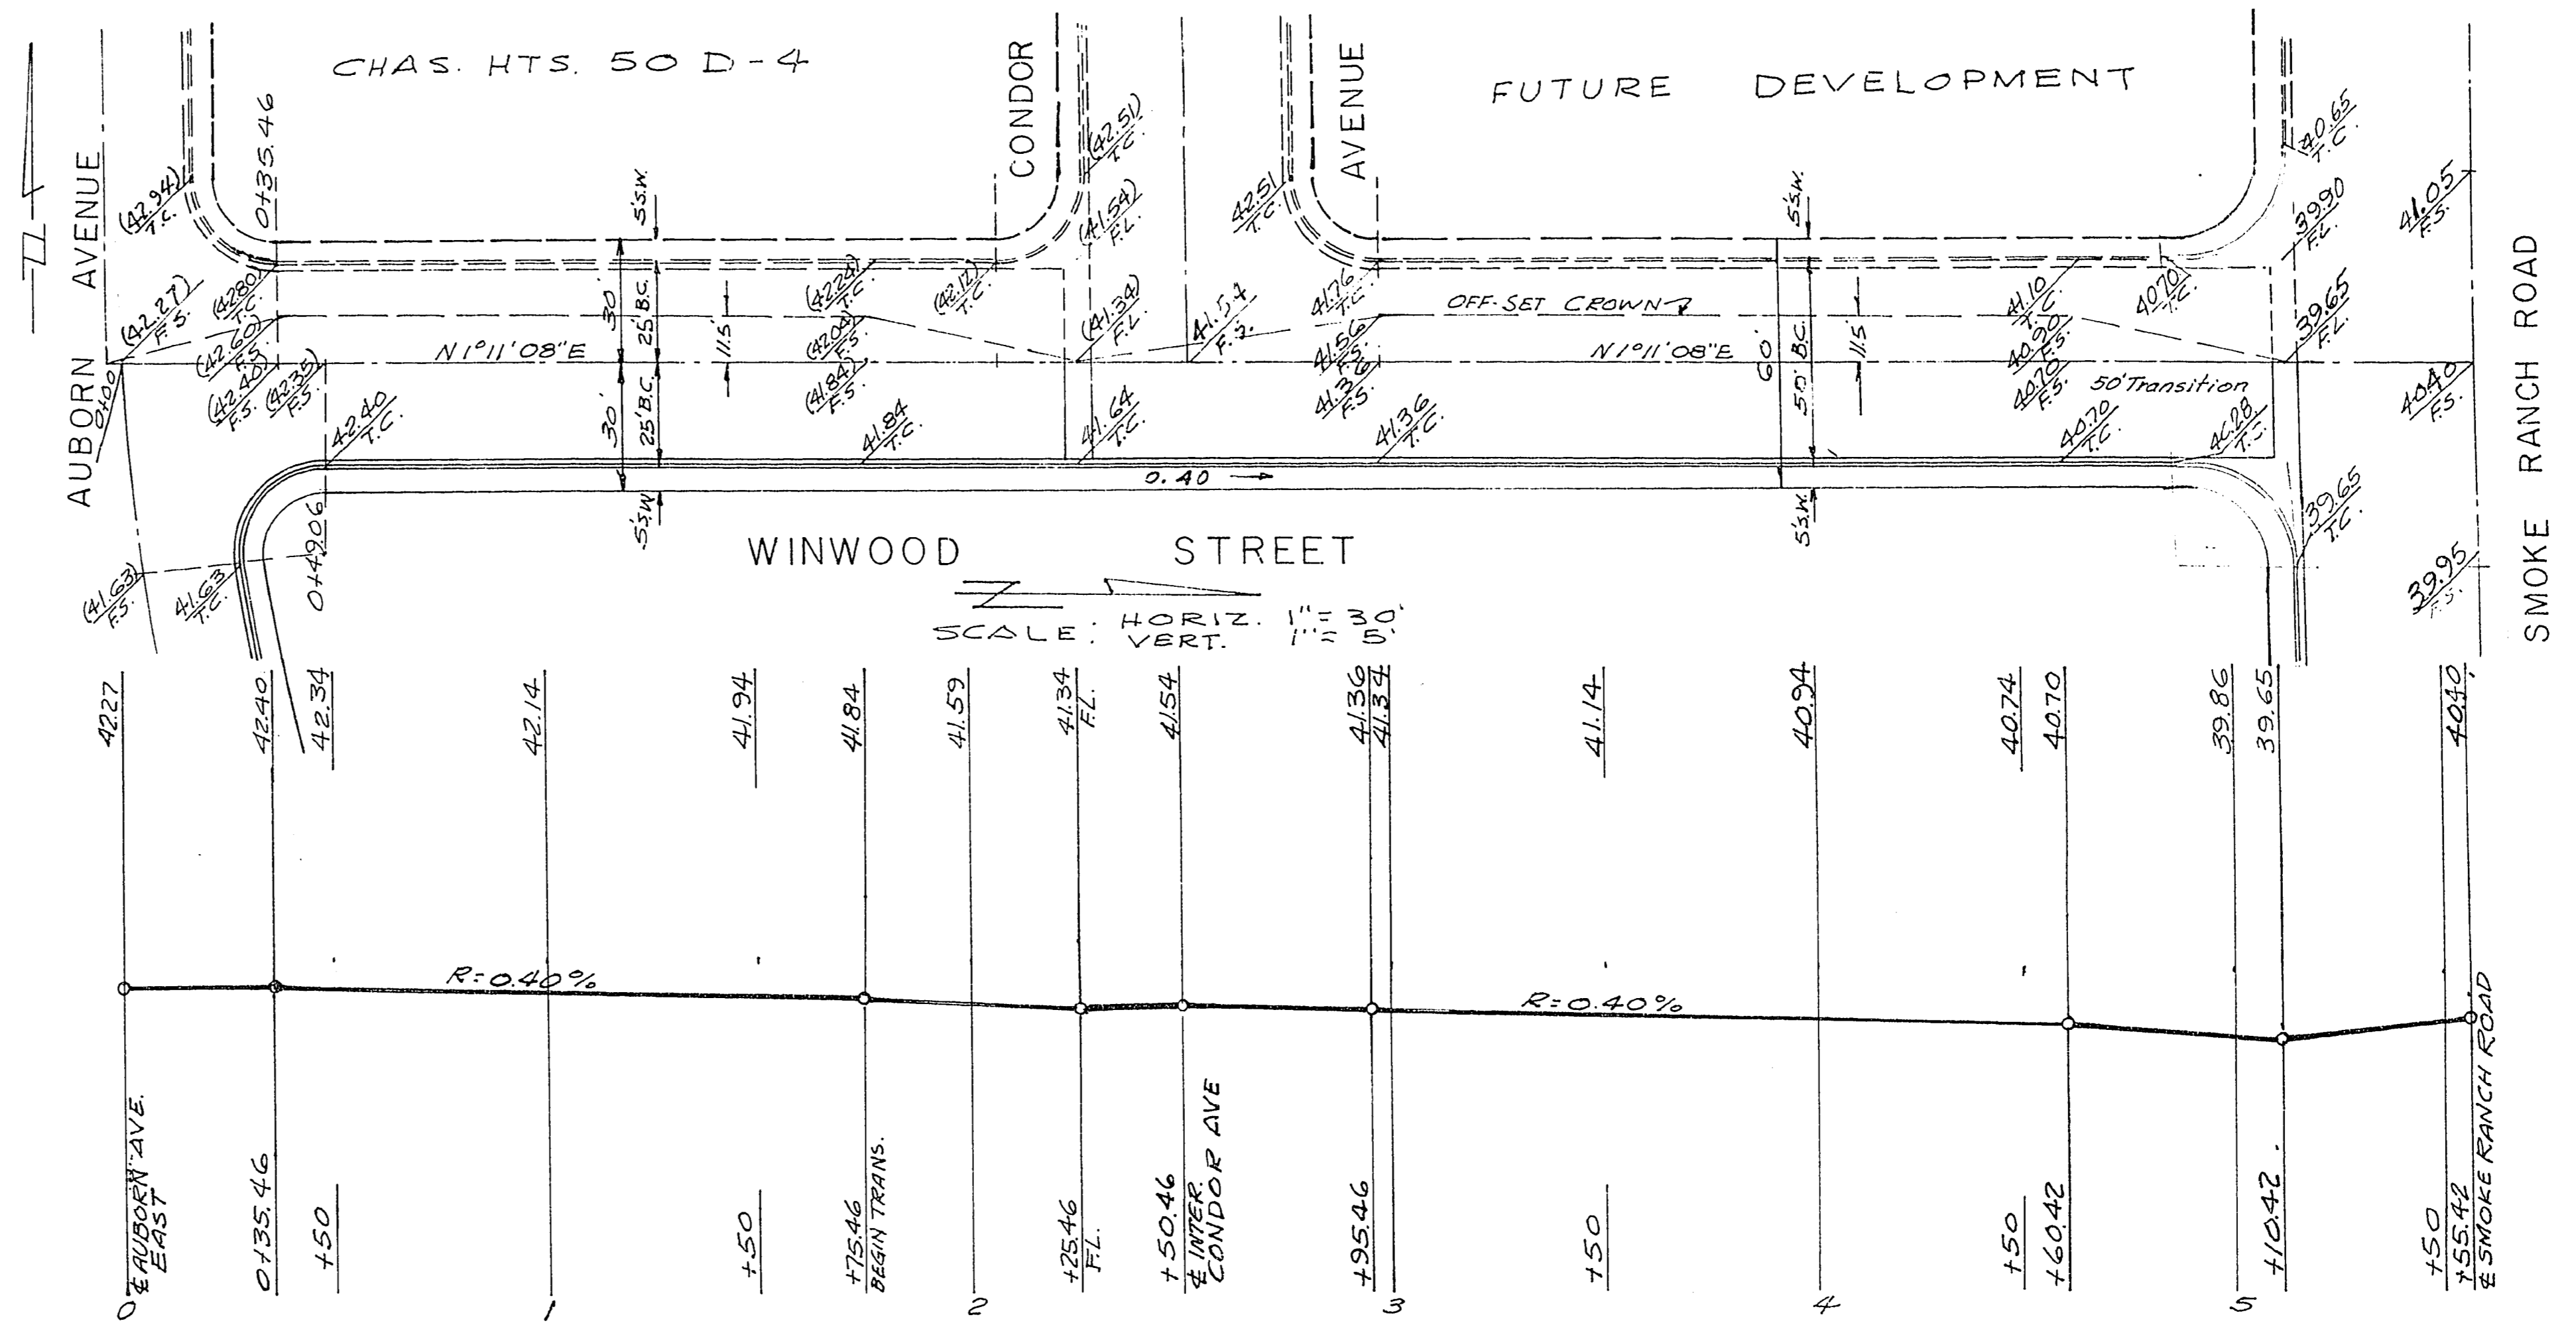 CHAS. HTS. 50 D-4
FUTURE DEVELOPMENT
AUBORN AVENUE
CONDOR
AVENUE
SMOKE RANCH ROAD
(42.94)
T.C.
0+35.46
(42.51)
T.C
(41.54)
F.L.
42.51
T.C
40.65
T.C.
39.90
F.L.
41.05
F.S.
5'S.W.
5'S.W.
(42.27)
F.S.
(42.80)
T.C.
(42.60)
F.S.
(42.40)
F.S.
(42.35)
F.S
(42.24)
T.C.
(42.04)
F.S.
(41.84)
F.S.
(42.17)
T.C.
(41.34)
F.L.
41.54
F.S.
41.76
T.C.
41.56
F.S.
41.36
F.S.
41.10
T.C
40.90
F.S.
40.70
F.S.
40.70
T.C.
39.65
F.L.
40.40
F.S.
OFF-SET CROWN
N1°11'08"E
N1°11'08"E
30'
25' B.C.
11.5'
30'
25' B.C.
60'
50' B.C.
11.5'
50' Transition
0+00
42.40
T.C.
41.84
T.C.
41.64
T.C.
41.36
T.C.
40.70
T.C.
40.28
T.C.
0.40
5'S.W.
5'S.W.
0+49.06
(41.63)
F.S.
41.63
T.C.
39.65
T.C.
39.95
F.S.
WINWOOD STREET
SCALE: HORIZ. 1"=30'
VERT. 1"=5'
42.27
42.40
42.34
42.14
41.94
41.84
41.59
41.34
F.L.
41.54
41.36
41.34
41.14
40.94
40.74
40.70
39.86
39.65
40.40
R=0.40%
R=0.40%
℄ AUBORN AVE.
EAST
0+35.46
+50
+50
+75.46
BEGIN TRANS.
+25.46
F.L.
+50.46
℄ INTER.
CONDOR AVE
+95.46
+50
+50
+60.42
+10.42
+50
+55.42
℄ SMOKE RANCH ROAD
0 1 2 3 4 5